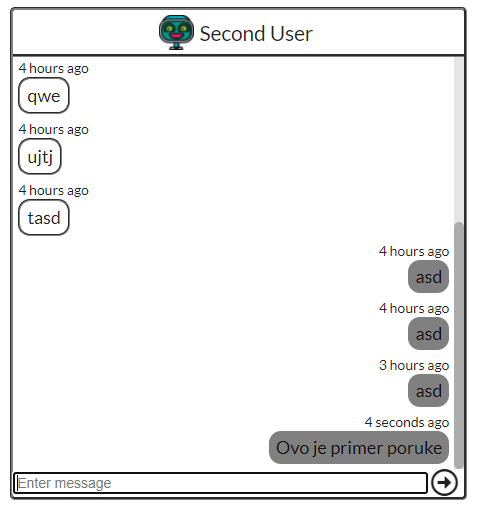 Second User
4 hours ago
qwe
4 hours ago
ujtj
4 hours ago
tasd
4 hours ago
asd
4 hours ago
asd
3 hours ago
asd
4 seconds ago
Ovo je primer poruke
Enter message